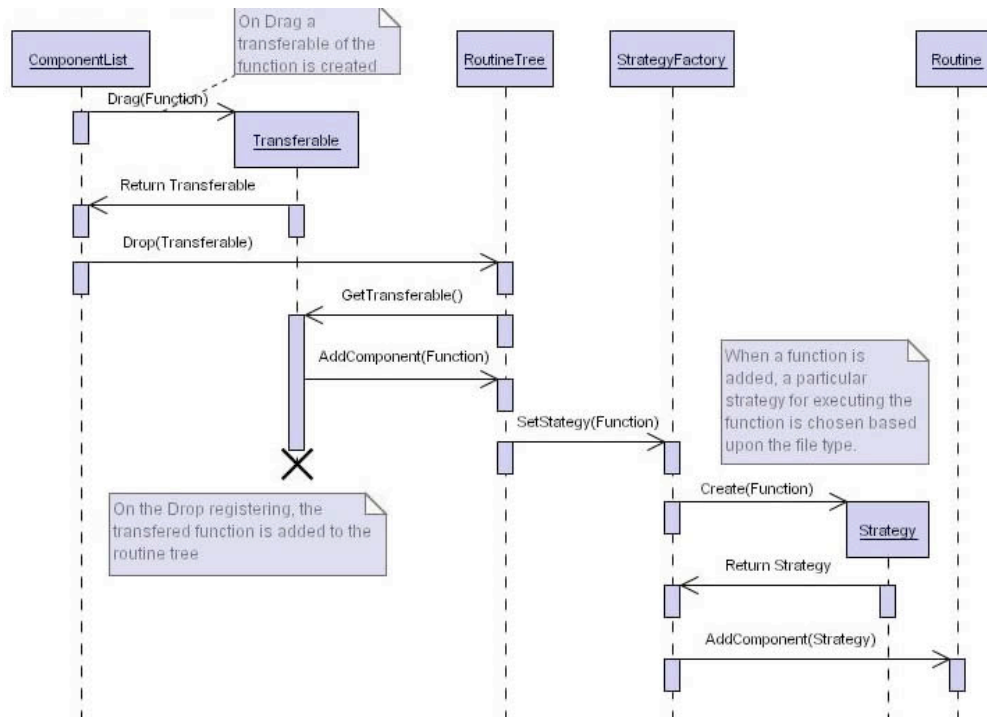 On Drag a
transferable of the
function is created
ComponentList
RoutineTree
StrategyFactory
Routine
Drag(Function)
Transferable
Return Transferable
Drop(Transferable)
GetTransferable()
AddComponent(Function)
When a function is
added, a particular
strategy for executing the
function is chosen based
upon the file type.
SetStategy(Function)
Create(Function)
On the Drop registering, the
transfered function is added to the
routine tree
Strategy
Return Strategy
AddComponent(Strategy)